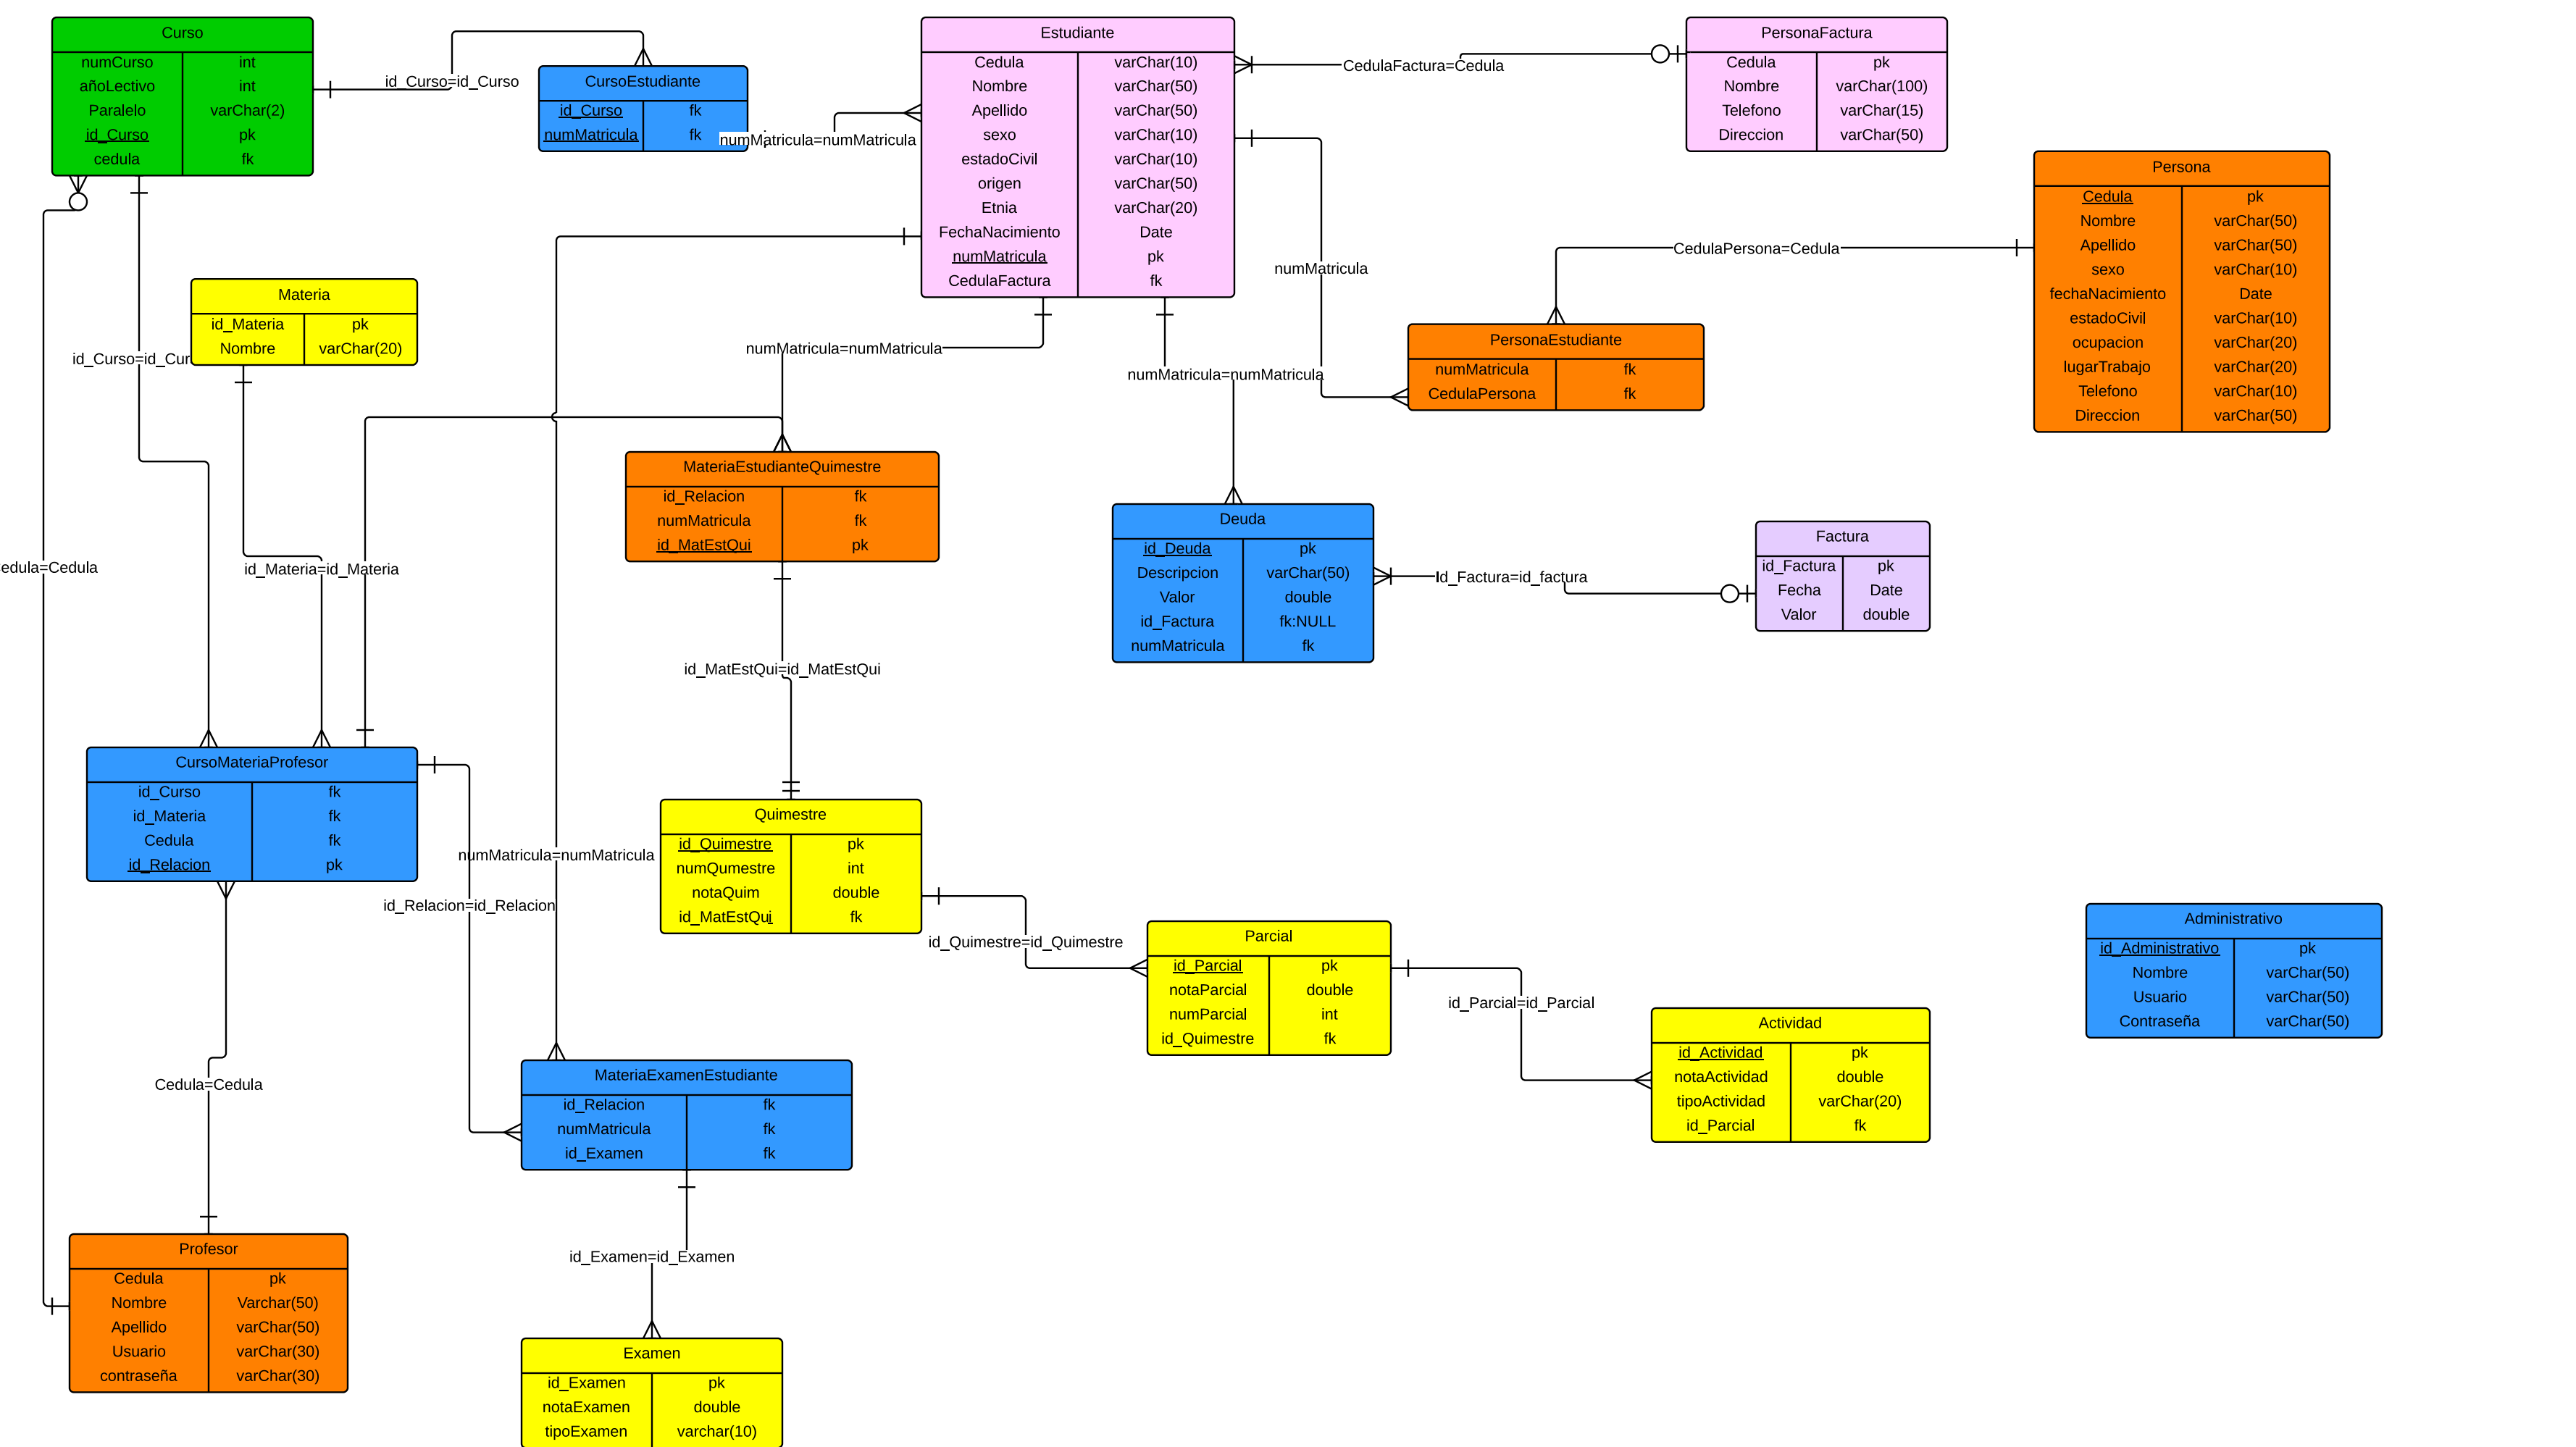 Curso
numCurso int
añoLectivo int
Paralelo varChar(2)
id_Curso pk
cedula fk
id_Curso=id_Curso
CursoEstudiante
id_Curso fk
numMatricula fk
numMatricula=numMatricula
Estudiante
Cedula varChar(10)
Nombre varChar(50)
Apellido varChar(50)
sexo varChar(10)
estadoCivil varChar(10)
origen varChar(50)
Etnia varChar(20)
FechaNacimiento Date
numMatricula pk
CedulaFactura fk
CedulaFactura=Cedula
PersonaFactura
Cedula pk
Nombre varChar(100)
Telefono varChar(15)
Direccion varChar(50)
Persona
Cedula pk
Nombre varChar(50)
Apellido varChar(50)
sexo varChar(10)
fechaNacimiento Date
estadoCivil varChar(10)
ocupacion varChar(20)
lugarTrabajo varChar(20)
Telefono varChar(10)
Direccion varChar(50)
CedulaPersona=Cedula
numMatricula
PersonaEstudiante
numMatricula fk
CedulaPersona fk
Materia
id_Materia pk
Nombre varChar(20)
id_Curso=id_Cur
numMatricula=numMatricula
numMatricula=numMatricula
MateriaEstudianteQuimestre
id_Relacion fk
numMatricula fk
id_MatEstQui pk
Deuda
id_Deuda pk
Descripcion varChar(50)
Valor double
id_Factura fk:NULL
numMatricula fk
Id_Factura=id_factura
Factura
id_Factura pk
Fecha Date
Valor double
edula=Cedula
id_Materia=id_Materia
id_MatEstQui=id_MatEstQui
CursoMateriaProfesor
id_Curso fk
id_Materia fk
Cedula fk
id_Relacion pk
numMatricula=numMatricula
id_Relacion=id_Relacion
Quimestre
id_Quimestre pk
numQumestre int
notaQuim double
id_MatEstQui fk
id_Quimestre=id_Quimestre
Parcial
id_Parcial pk
notaParcial double
numParcial int
id_Quimestre fk
id_Parcial=id_Parcial
Actividad
id_Actividad pk
notaActividad double
tipoActividad varChar(20)
id_Parcial fk
Administrativo
id_Administrativo pk
Nombre varChar(50)
Usuario varChar(50)
Contraseña varChar(50)
Cedula=Cedula
MateriaExamenEstudiante
id_Relacion fk
numMatricula fk
id_Examen fk
id_Examen=id_Examen
Profesor
Cedula pk
Nombre Varchar(50)
Apellido varChar(50)
Usuario varChar(30)
contraseña varChar(30)
Examen
id_Examen pk
notaExamen double
tipoExamen varchar(10)